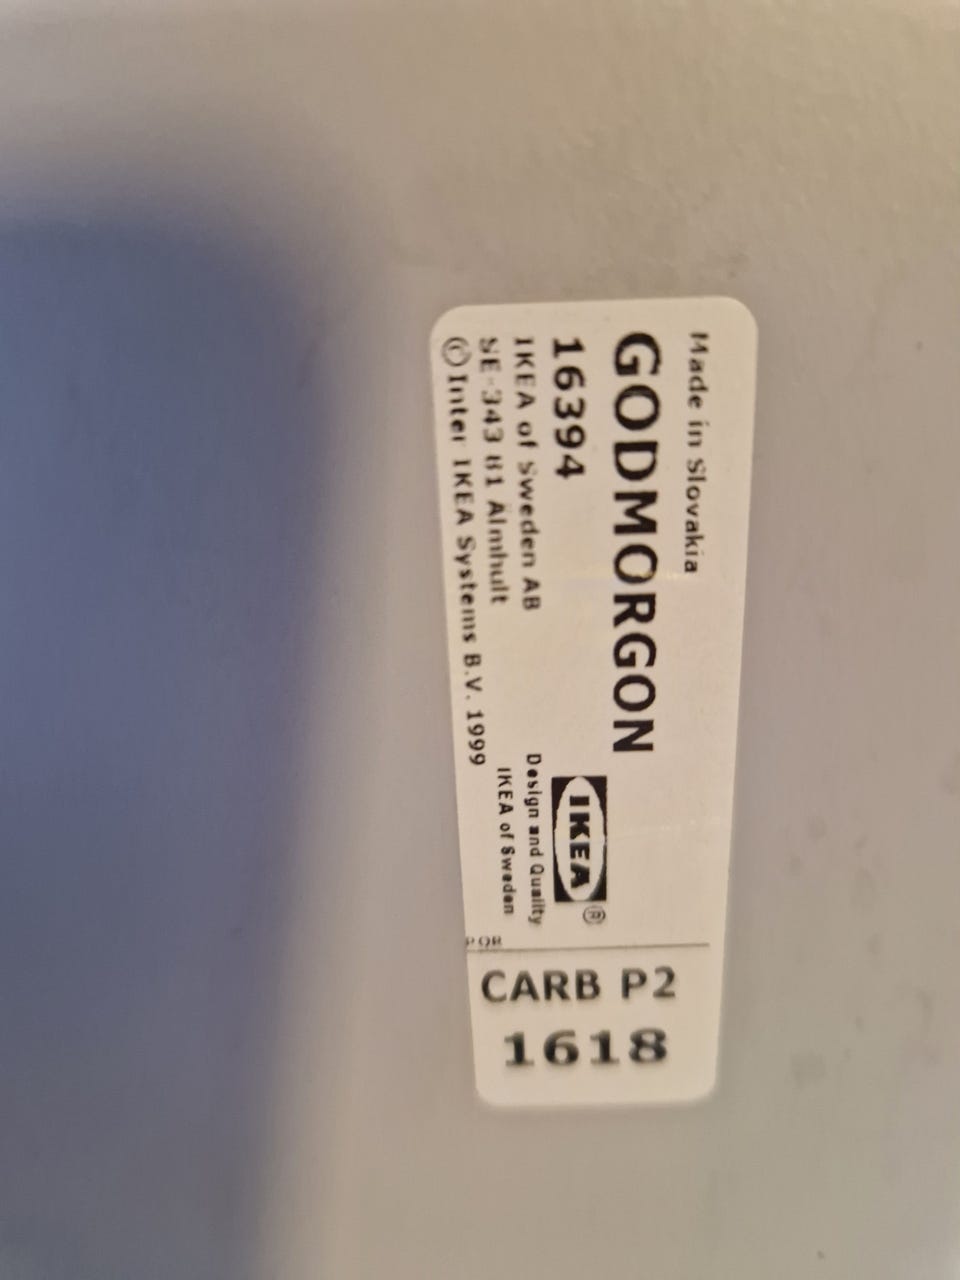 Made in Slovakia
GODMORGON
16394
IKEA of Sweden AB
SE-343 81 Älmhult
© Inter IKEA Systems B.V. 1999
IKEA®
Design and Quality
IKEA of Sweden
CARB P2
1618